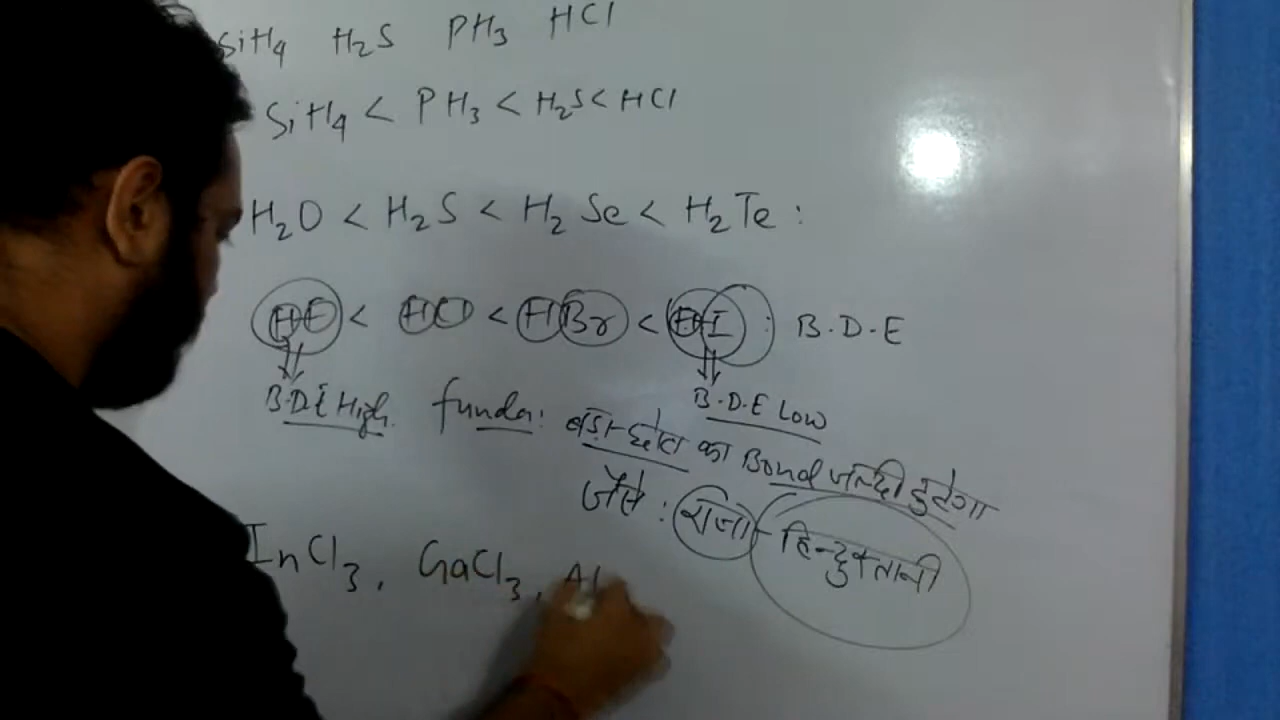 SiH4 H2S PH3 HCl
SiH4 < PH3 < H2S < HCl
H2O < H2S < H2Se < H2Te :
HF < HCl < HBr < HI : B.D.E
B.D.E High. B.D.E Low
funda: बड़ा-छोटा का Bond जल्दी टुटेगा
जैसे : राजा - हिन्दुस्तानी
InCl3, GaCl3, Al